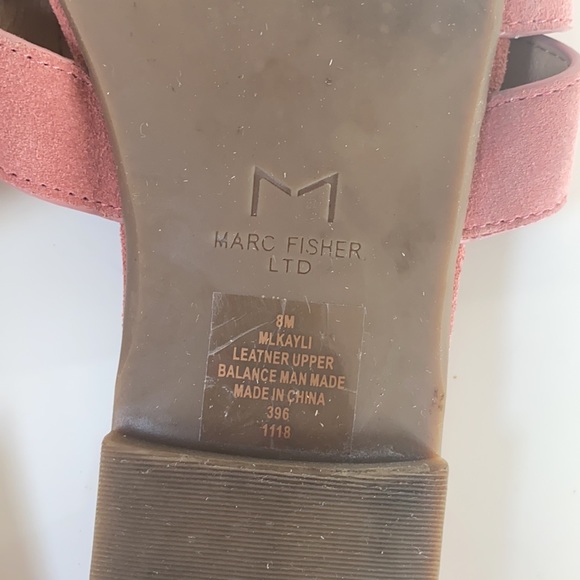 MARC FISHER
LTD
8M
MLKAYLI
LEATNER UPPER
BALANCE MAN MADE
MADE IN CHINA
396
1118